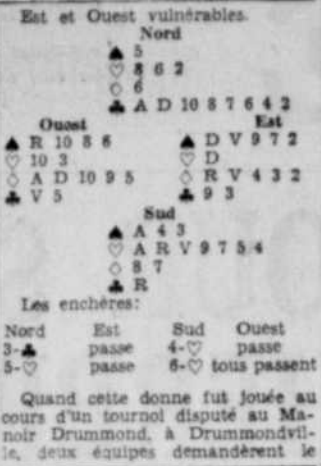 Est et Ouest vulnérables.
Nord
♠ 5
♡ 8 6 2
♢ 6
♣ A D 10 8 7 6 4 2
Ouest Est
♠ R 10 8 6 ♠ D V 9 7 2
♡ 10 3 ♡ D
♢ A D 10 9 5 ♢ R V 4 3 2
♣ V 5 ♣ 9 3
Sud
♠ A 4 3
♡ A R V 9 7 5 4
♢ 8 7
♣ R
Les enchères:
Nord Est Sud Ouest
3-♣ passe 4-♡ passe
5-♡ passe 6-♡ tous passent
Quand cette donne fut jouée au
cours d'un tournoi disputé au Ma-
noir Drummond, à Drummondvil-
le, deux équipes demandèrent le